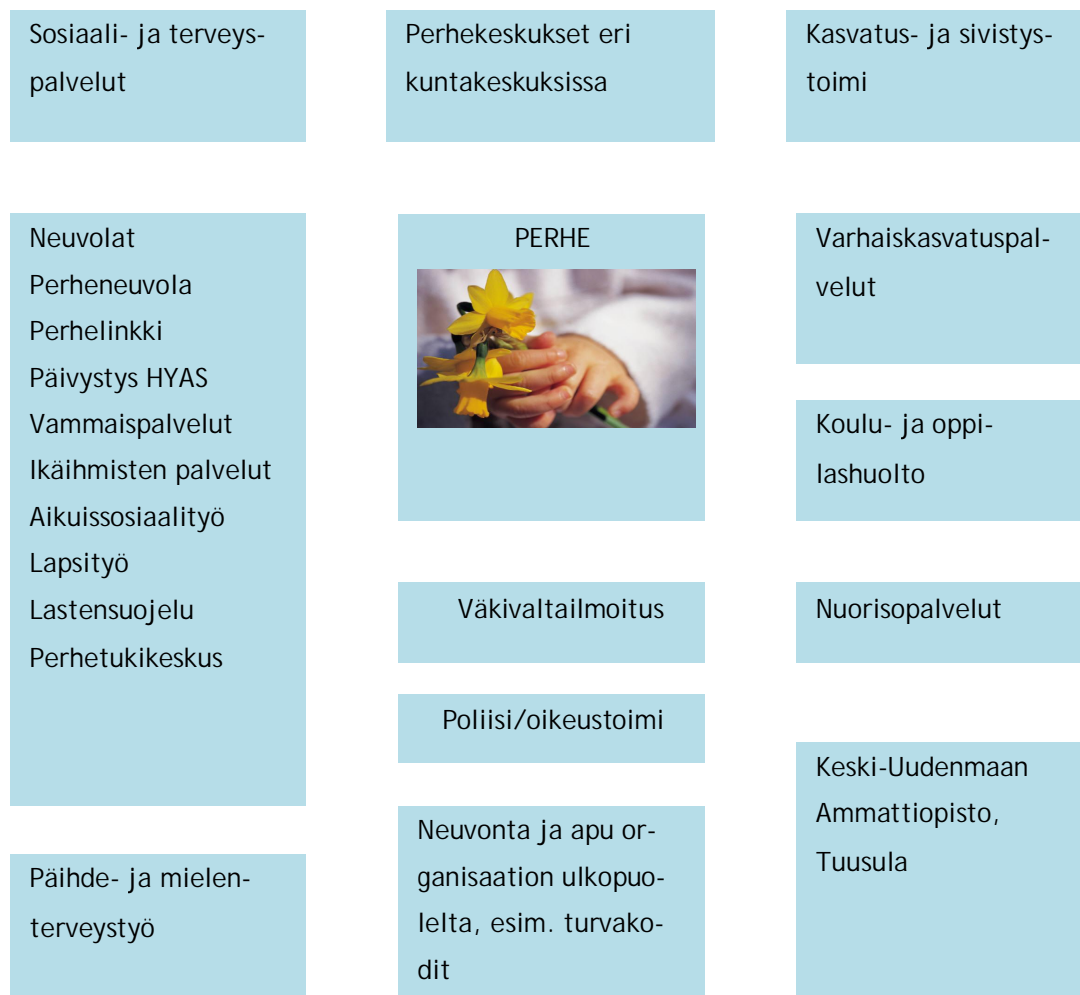 Sosiaali- ja terveys-
palvelut
Perhekeskukset eri
kuntakeskuksissa
Kasvatus- ja sivistys-
toimi
Neuvolat
Perheneuvola
Perhelinkki
Päivystys HYAS
Vammaispalvelut
Ikäihmisten palvelut
Aikuissosiaalityö
Lapsityö
Lastensuojelu
Perhetukikeskus
Päihde- ja mielen-
terveystyö
PERHE
Väkivaltailmoitus
Poliisi/oikeustoimi
Neuvonta ja apu or-
ganisaation ulkopuo-
lelta, esim. turvako-
dit
Varhaiskasvatuspal-
velut
Koulu- ja oppi-
lashuolto
Nuorisopalvelut
Keski-Uudenmaan
Ammattiopisto,
Tuusula